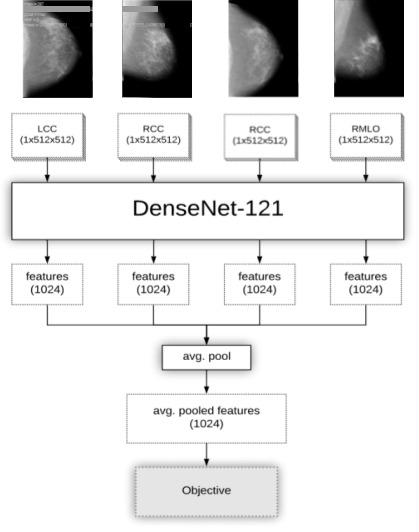 LCC
(1x512x512)
RCC
(1x512x512)
RCC
(1x512x512)
RMLO
(1x512x512)
DenseNet-121
features
(1024)
features
(1024)
features
(1024)
features
(1024)
avg. pool
avg. pooled features
(1024)
Objective